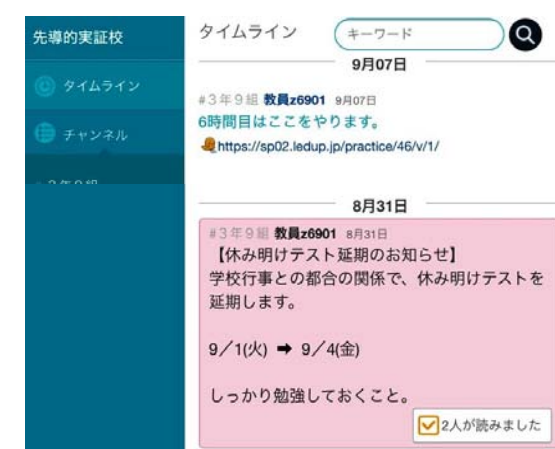 先導的実証校
タイムライン
チャンネル
タイムライン
キーワード
9月07日
#3年9組 教員z6901 9月07日
6時間目はここをやります。
https://sp02.ledup.jp/practice/46/v/1/
8月31日
#3年9組 教員z6901 8月31日
【休み明けテスト延期のお知らせ】
学校行事との都合の関係で、休み明けテストを
延期します。
9/1(火) ➡ 9/4(金)
しっかり勉強しておくこと。
2人が読みました